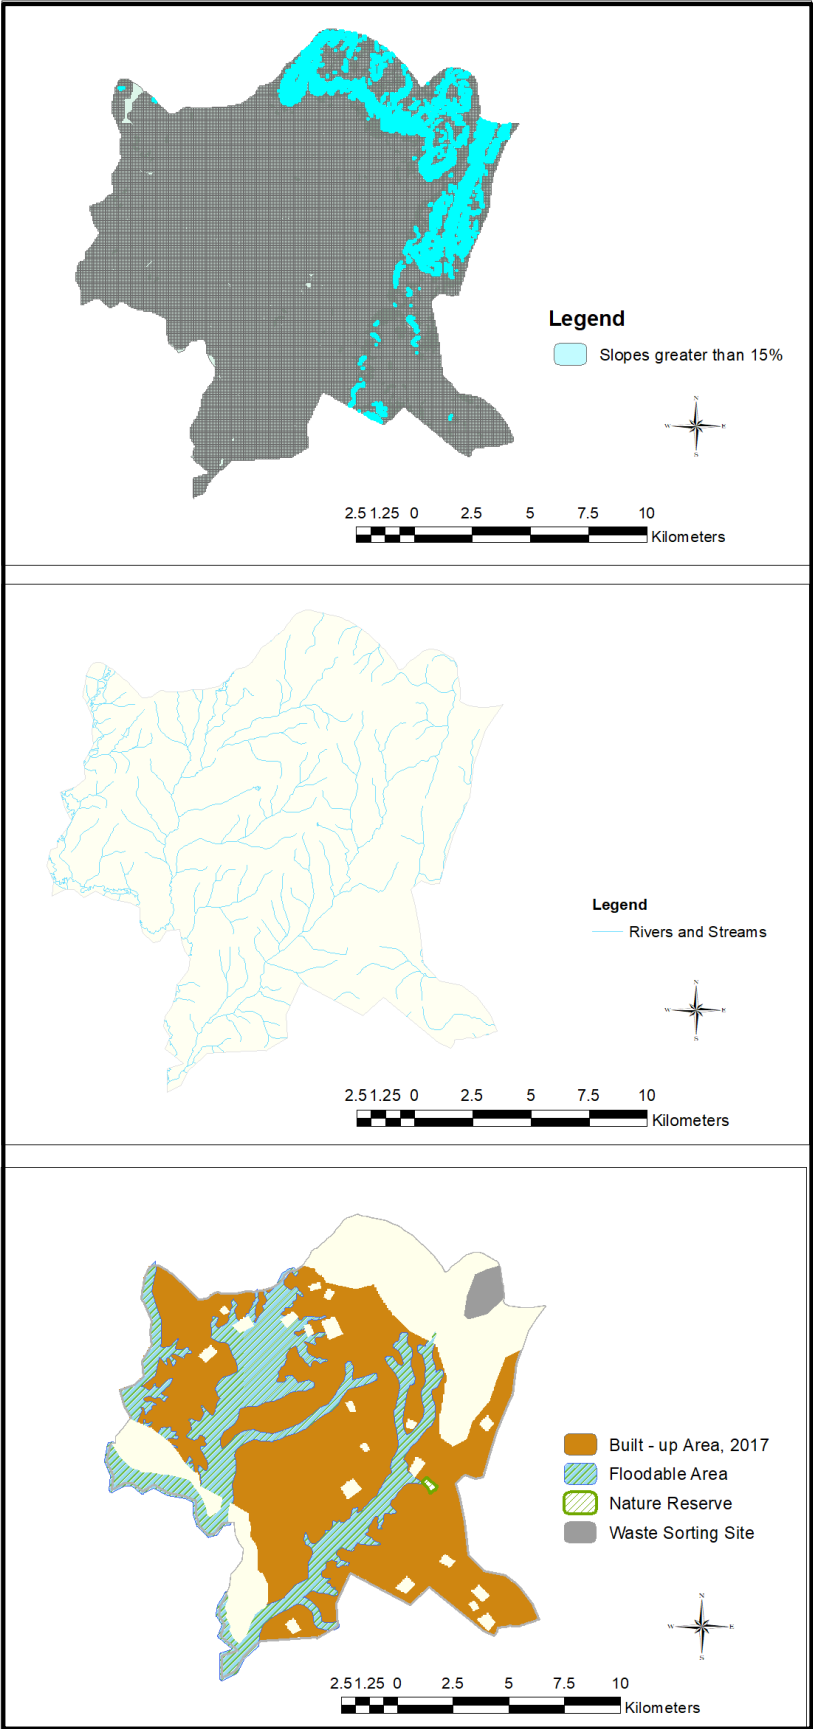 Legend
Slopes greater than 15%
N
W E
S
2.5 1.25 0 2.5 5 7.5 10
Kilometers
Legend
Rivers and Streams
N
W E
S
2.5 1.25 0 2.5 5 7.5 10
Kilometers
Built - up Area, 2017
Floodable Area
Nature Reserve
Waste Sorting Site
N
W E
S
2.5 1.25 0 2.5 5 7.5 10
Kilometers